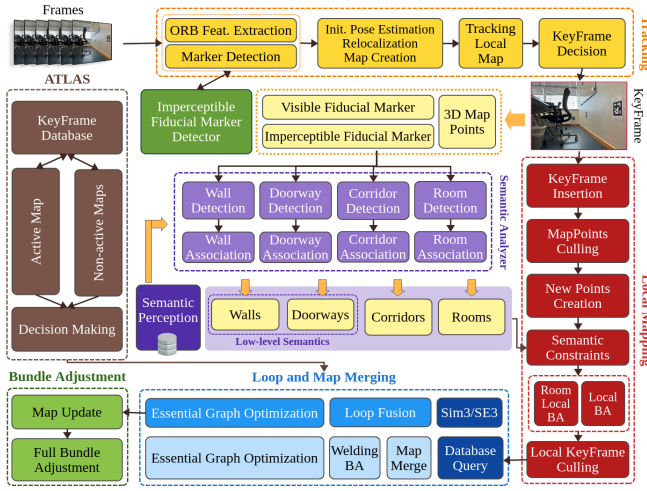 Frames
ORB Feat. Extraction
Marker Detection
Init. Pose Estimation
Relocalization
Map Creation
Tracking
Local
Map
KeyFrame
Decision
Tracking
ATLAS
KeyFrame
Database
Active Map
Non-active Maps
Decision Making
Imperceptible
Fiducial Marker
Detector
Visible Fiducial Marker
Imperceptible Fiducial Marker
3D Map
Points
KeyFrame
Wall
Detection
Doorway
Detection
Corridor
Detection
Room
Detection
Wall
Association
Doorway
Association
Corridor
Association
Room
Association
Semantic Analyzer
Semantic
Perception
Walls
Doorways
Corridors
Rooms
Low-level Semantics
KeyFrame
Insertion
MapPoints
Culling
New Points
Creation
Semantic
Constraints
Room
Local
BA
Local
BA
Local KeyFrame
Culling
Local Mapping
Bundle Adjustment
Map Update
Full Bundle
Adjustment
Loop and Map Merging
Essential Graph Optimization
Loop Fusion
Sim3/SE3
Essential Graph Optimization
Welding
BA
Map
Merge
Database
Query